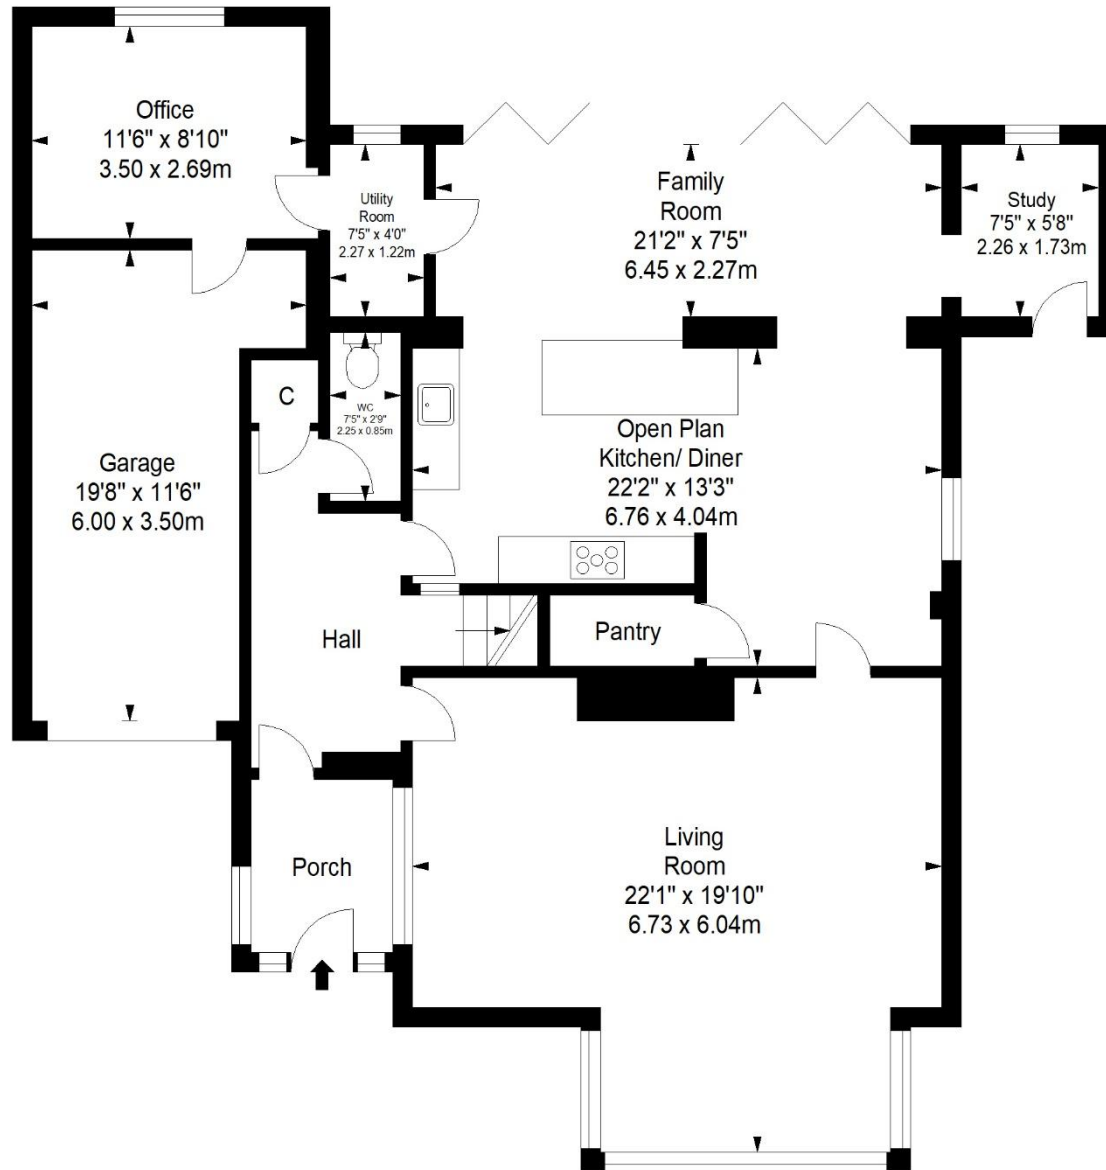 Office
11'6" x 8'10"
3.50 x 2.69m
Utility
Room
7'5" x 4'0"
2.27 x 1.22m
Family
Room
21'2" x 7'5"
6.45 x 2.27m
Study
7'5" x 5'8"
2.26 x 1.73m
C
WC
7'5" x 2'9"
2.25 x 0.85m
Garage
19'8" x 11'6"
6.00 x 3.50m
Open Plan
Kitchen/ Diner
22'2" x 13'3"
6.76 x 4.04m
Hall
Pantry
Porch
Living
Room
22'1" x 19'10"
6.73 x 6.04m